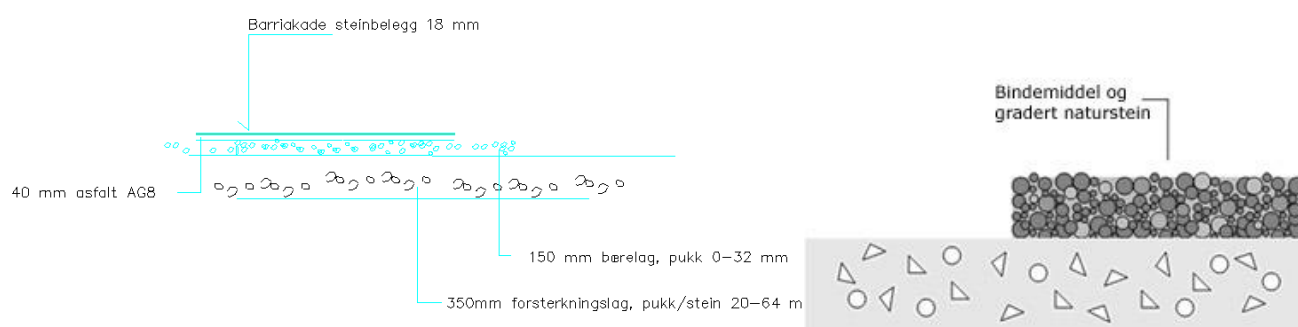 Barriakade steinbelegg 18 mm
Bindemiddel og
gradert naturstein
40 mm asfalt AG8
150 mm bærelag, pukk 0-32 mm
350mm forsterkningslag, pukk/stein 20-64 m